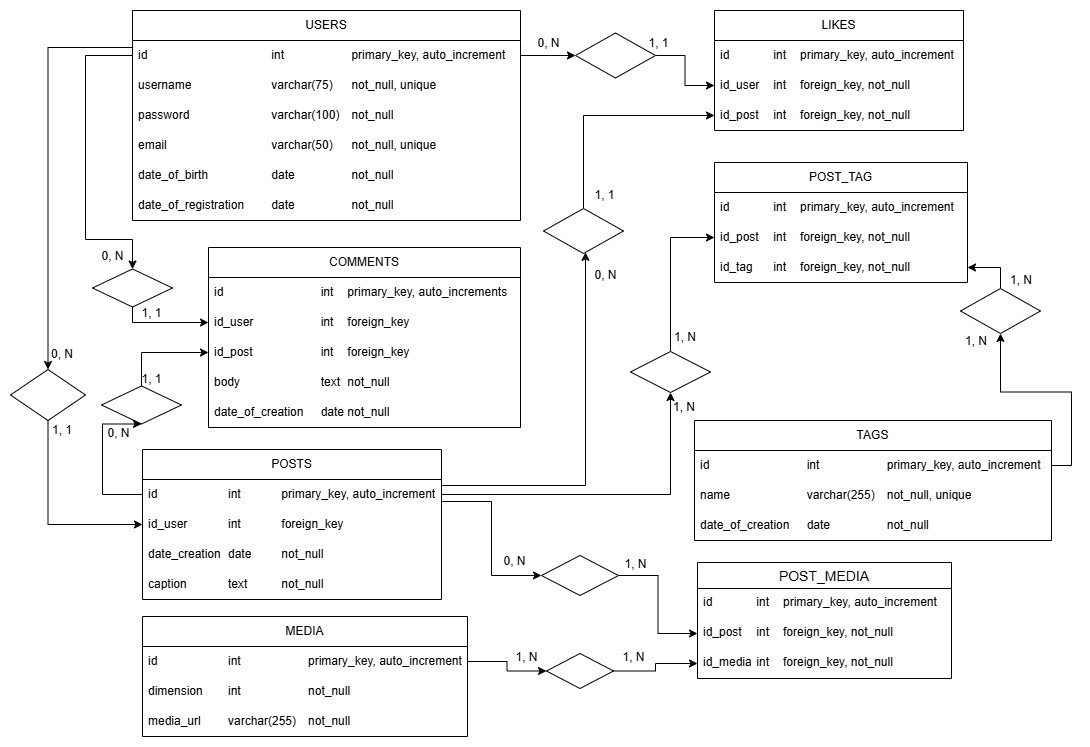 USERS
id int primary_key, auto_increment
username varchar(75) not_null, unique
password varchar(100) not_null
email varchar(50) not_null, unique
date_of_birth date not_null
date_of_registration date not_null
0, N
1, 1
LIKES
id int primary_key, auto_increment
id_user int foreign_key, not_null
id_post int foreign_key, not_null
1, 1
0, N
POST_TAG
id int primary_key, auto_increment
id_post int foreign_key, not_null
id_tag int foreign_key, not_null
0, N
1, 1
COMMENTS
id int primary_key, auto_increments
id_user int foreign_key
id_post int foreign_key
body text not_null
date_of_creation date not_null
1, N
1, N
0, N
1, 1
1, 1
0, N
1, N
1, N
TAGS
id int primary_key, auto_increment
name varchar(255) not_null, unique
date_of_creation date not_null
POSTS
id int primary_key, auto_increment
id_user int foreign_key
date_creation date not_null
caption text not_null
0, N
1, N
POST_MEDIA
id int primary_key, auto_increment
id_post int foreign_key, not_null
id_media int foreign_key, not_null
MEDIA
id int primary_key, auto_increment
dimension int not_null
media_url varchar(255) not_null
1, N
1, N